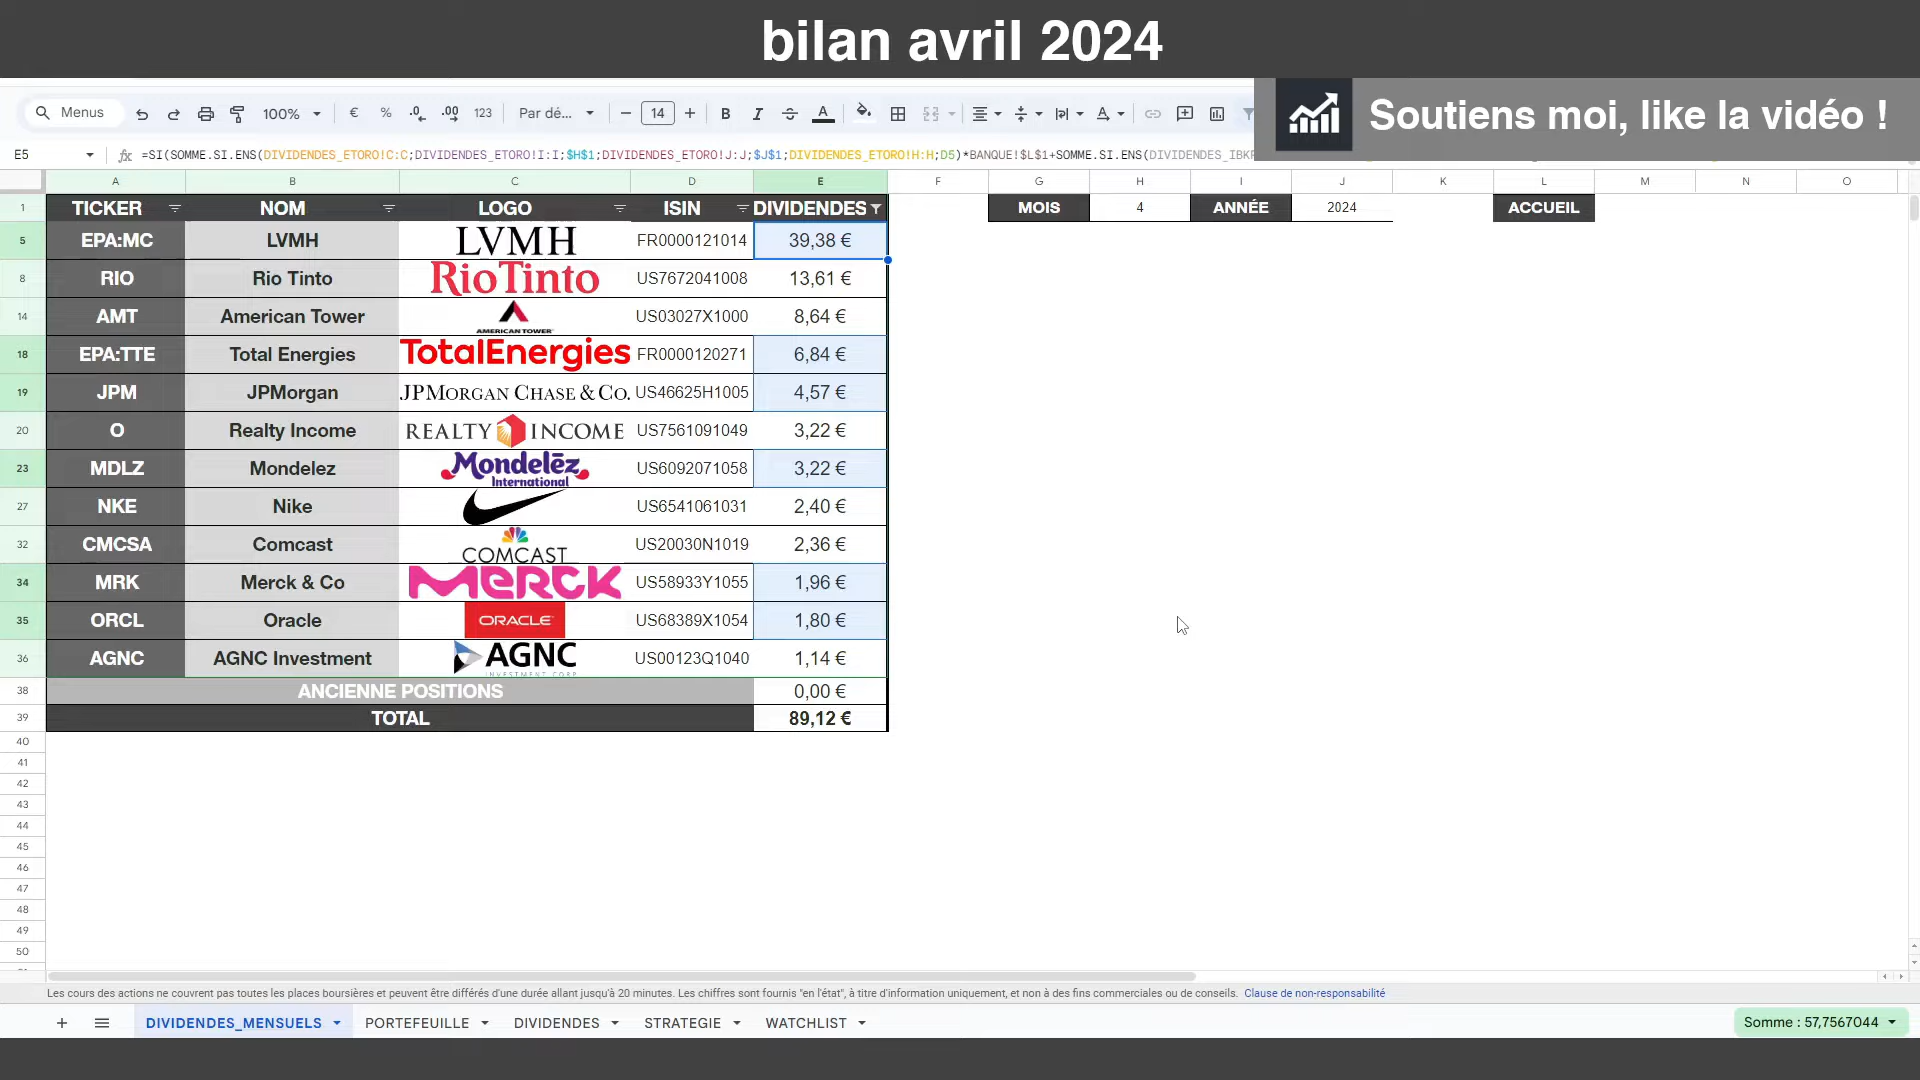 bilan avril 2024
Soutiens moi, like la vidéo !
Menus 100% € % .0 .00 123 Par dé... − 14 + B I A
E5 fx =SI(SOMME.SI.ENS(DIVIDENDES_ETORO!C:C;DIVIDENDES_ETORO!I:I;$H$1;DIVIDENDES_ETORO!J:J;$J$1;DIVIDENDES_ETORO!H:H;D5)*BANQUE!$L$1+SOMME.SI.ENS(DIVIDENDES_IBKR
A B C D E F G H I J K L M N O
1 TICKER NOM LOGO ISIN DIVIDENDES MOIS 4 ANNÉE 2024 ACCUEIL
5 EPA:MC LVMH LVMH FR0000121014 39,38 €
8 RIO Rio Tinto RioTinto US7672041008 13,61 €
14 AMT American Tower AMERICAN TOWER US03027X1000 8,64 €
18 EPA:TTE Total Energies TotalEnergies FR0000120271 6,84 €
19 JPM JPMorgan JPMORGAN CHASE & CO. US46625H1005 4,57 €
20 O Realty Income REALTY INCOME US7561091049 3,22 €
23 MDLZ Mondelez Mondelēz International US6092071058 3,22 €
27 NKE Nike US6541061031 2,40 €
32 CMCSA Comcast COMCAST US20030N1019 2,36 €
34 MRK Merck & Co MERCK US58933Y1055 1,96 €
35 ORCL Oracle ORACLE US68389X1054 1,80 €
36 AGNC AGNC Investment AGNC INVESTMENT CORP US00123Q1040 1,14 €
38 ANCIENNE POSITIONS 0,00 €
39 TOTAL 89,12 €
40
41
42
43
44
45
46
47
48
49
50
Les cours des actions ne couvrent pas toutes les places boursières et peuvent être différés d'une durée allant jusqu'à 20 minutes. Les chiffres sont fournis "en l'état", à titre d'information uniquement, et non à des fins commerciales ou de conseils. Clause de non-responsabilité
DIVIDENDES_MENSUELS PORTEFEUILLE DIVIDENDES STRATEGIE WATCHLIST Somme : 57,7567044